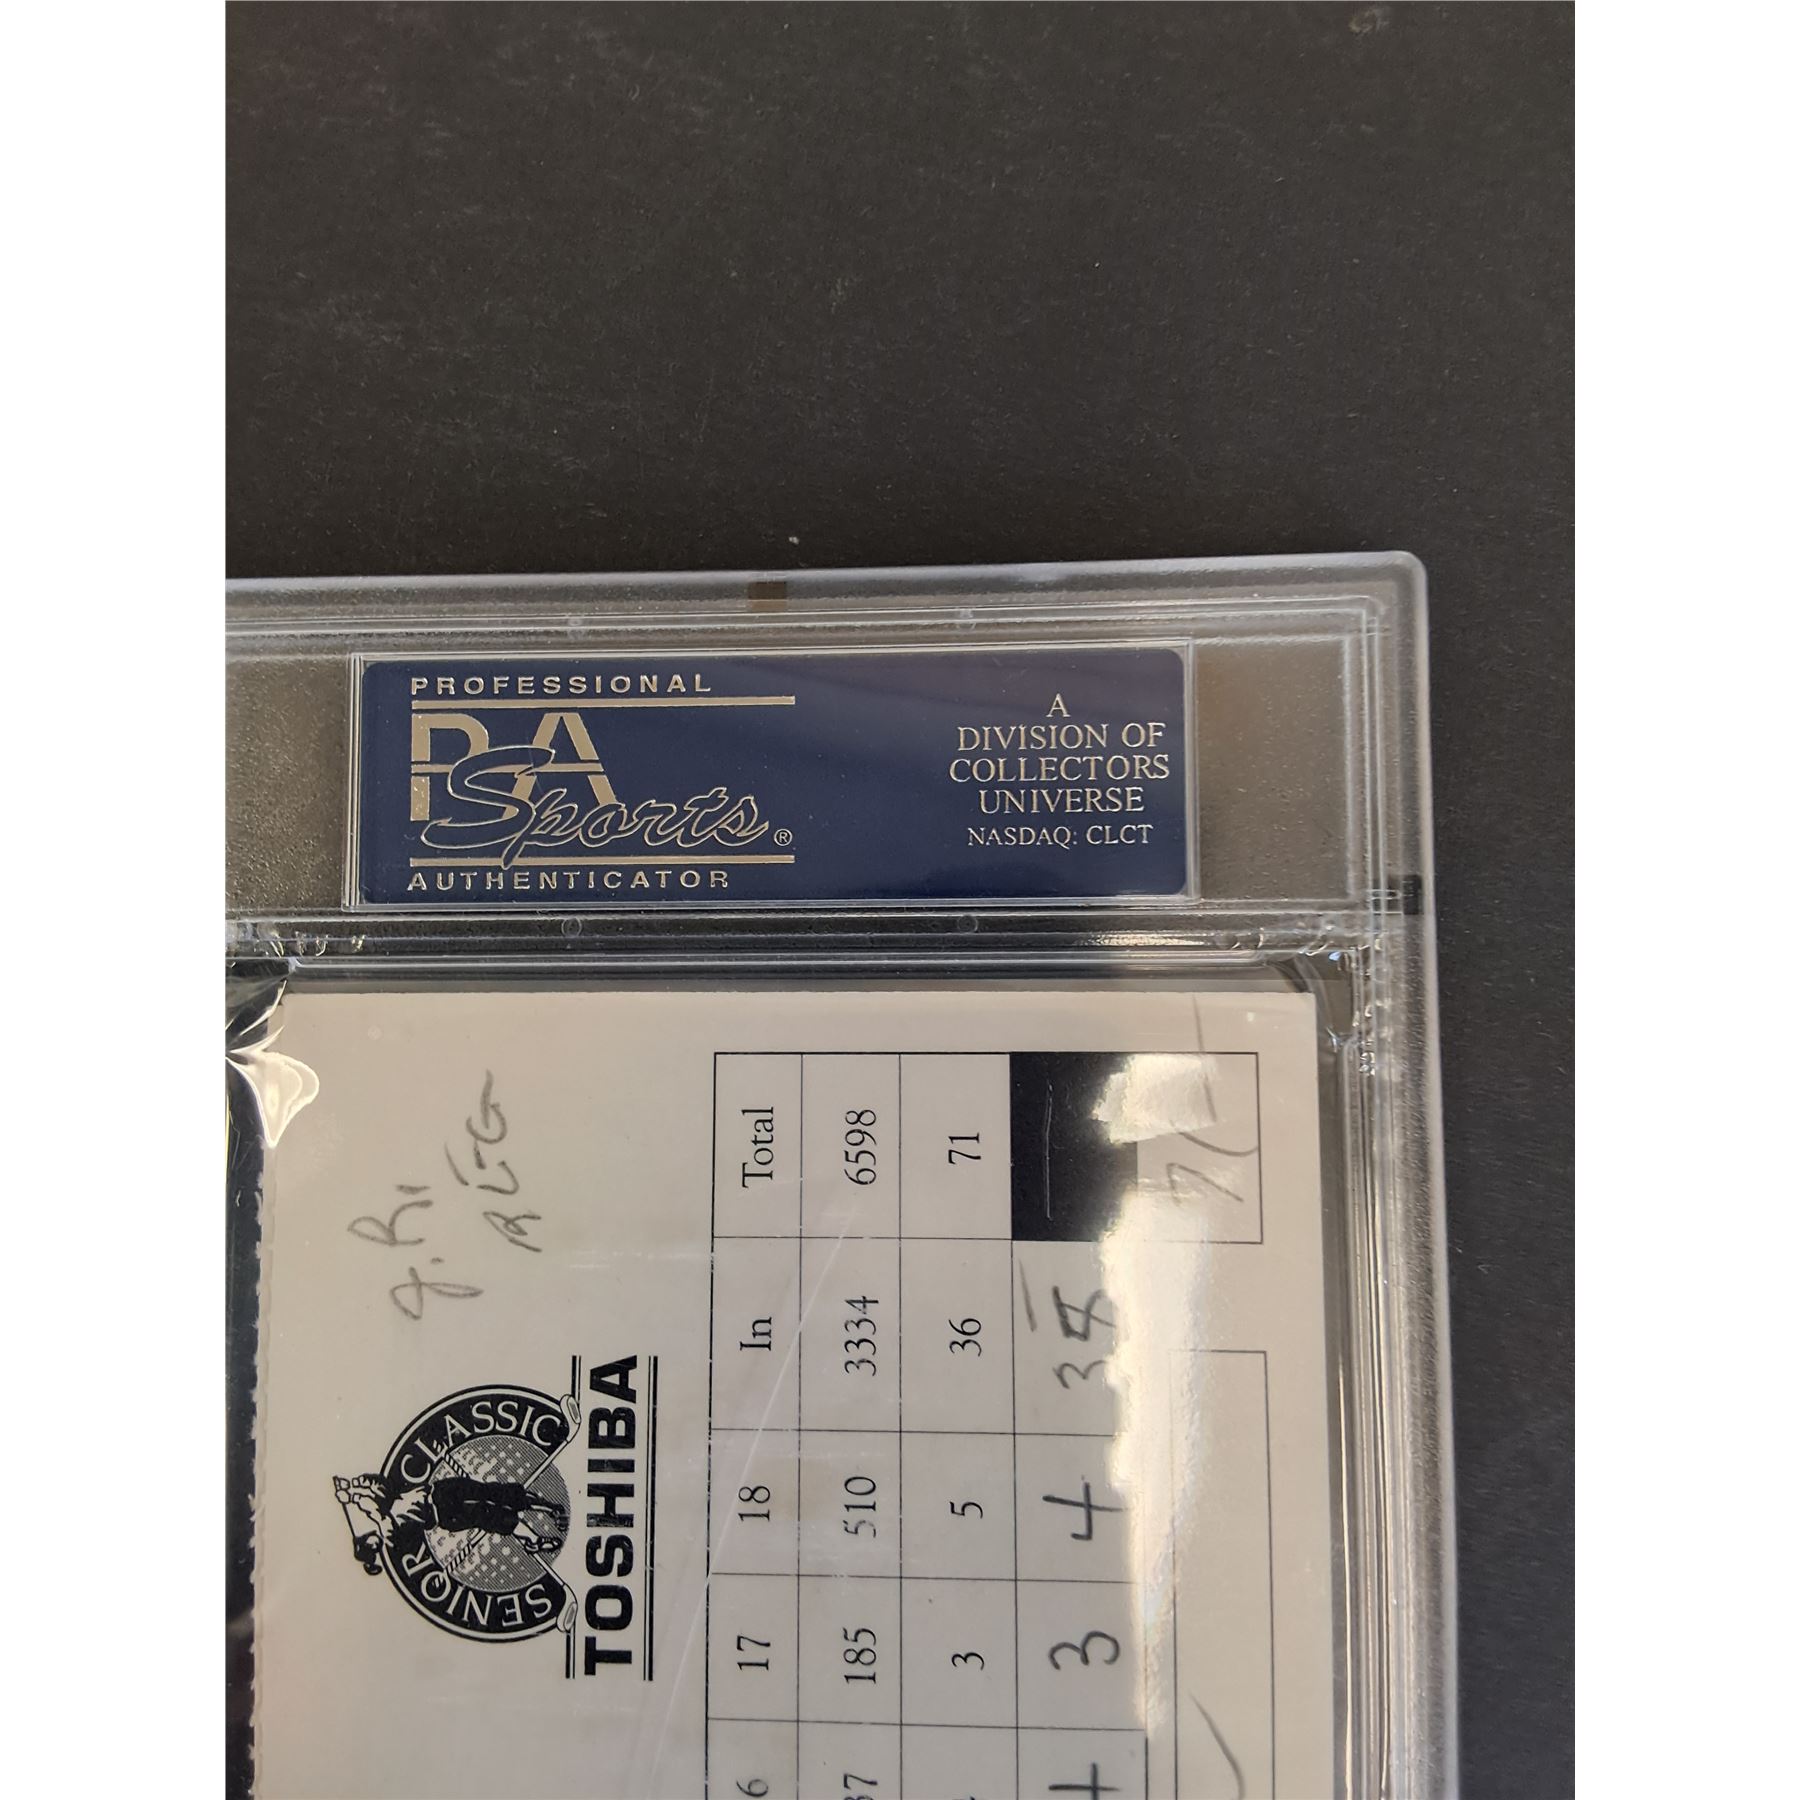 PROFESSIONAL
PSA
Sports®
AUTHENTICATOR
A
DIVISION OF
COLLECTORS
UNIVERSE
NASDAQ: CLCT
SENIOR CLASSIC
TOSHIBA
17 18 In Total
185 510 3334 6598
3 5 36 71
3 4
71